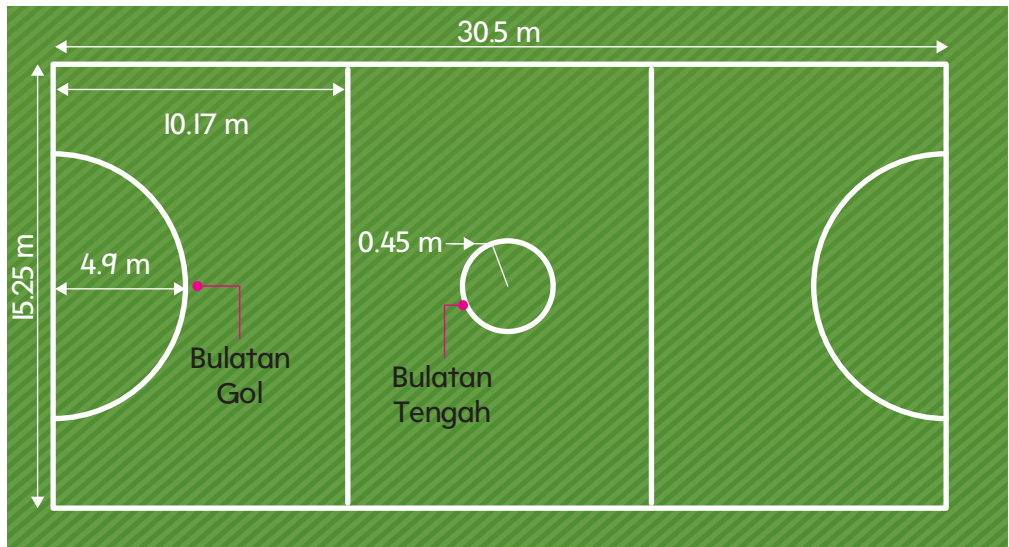 30.5 m
10.17 m
15.25 m
4.9 m
0.45 m
Bulatan
Gol
Bulatan
Tengah